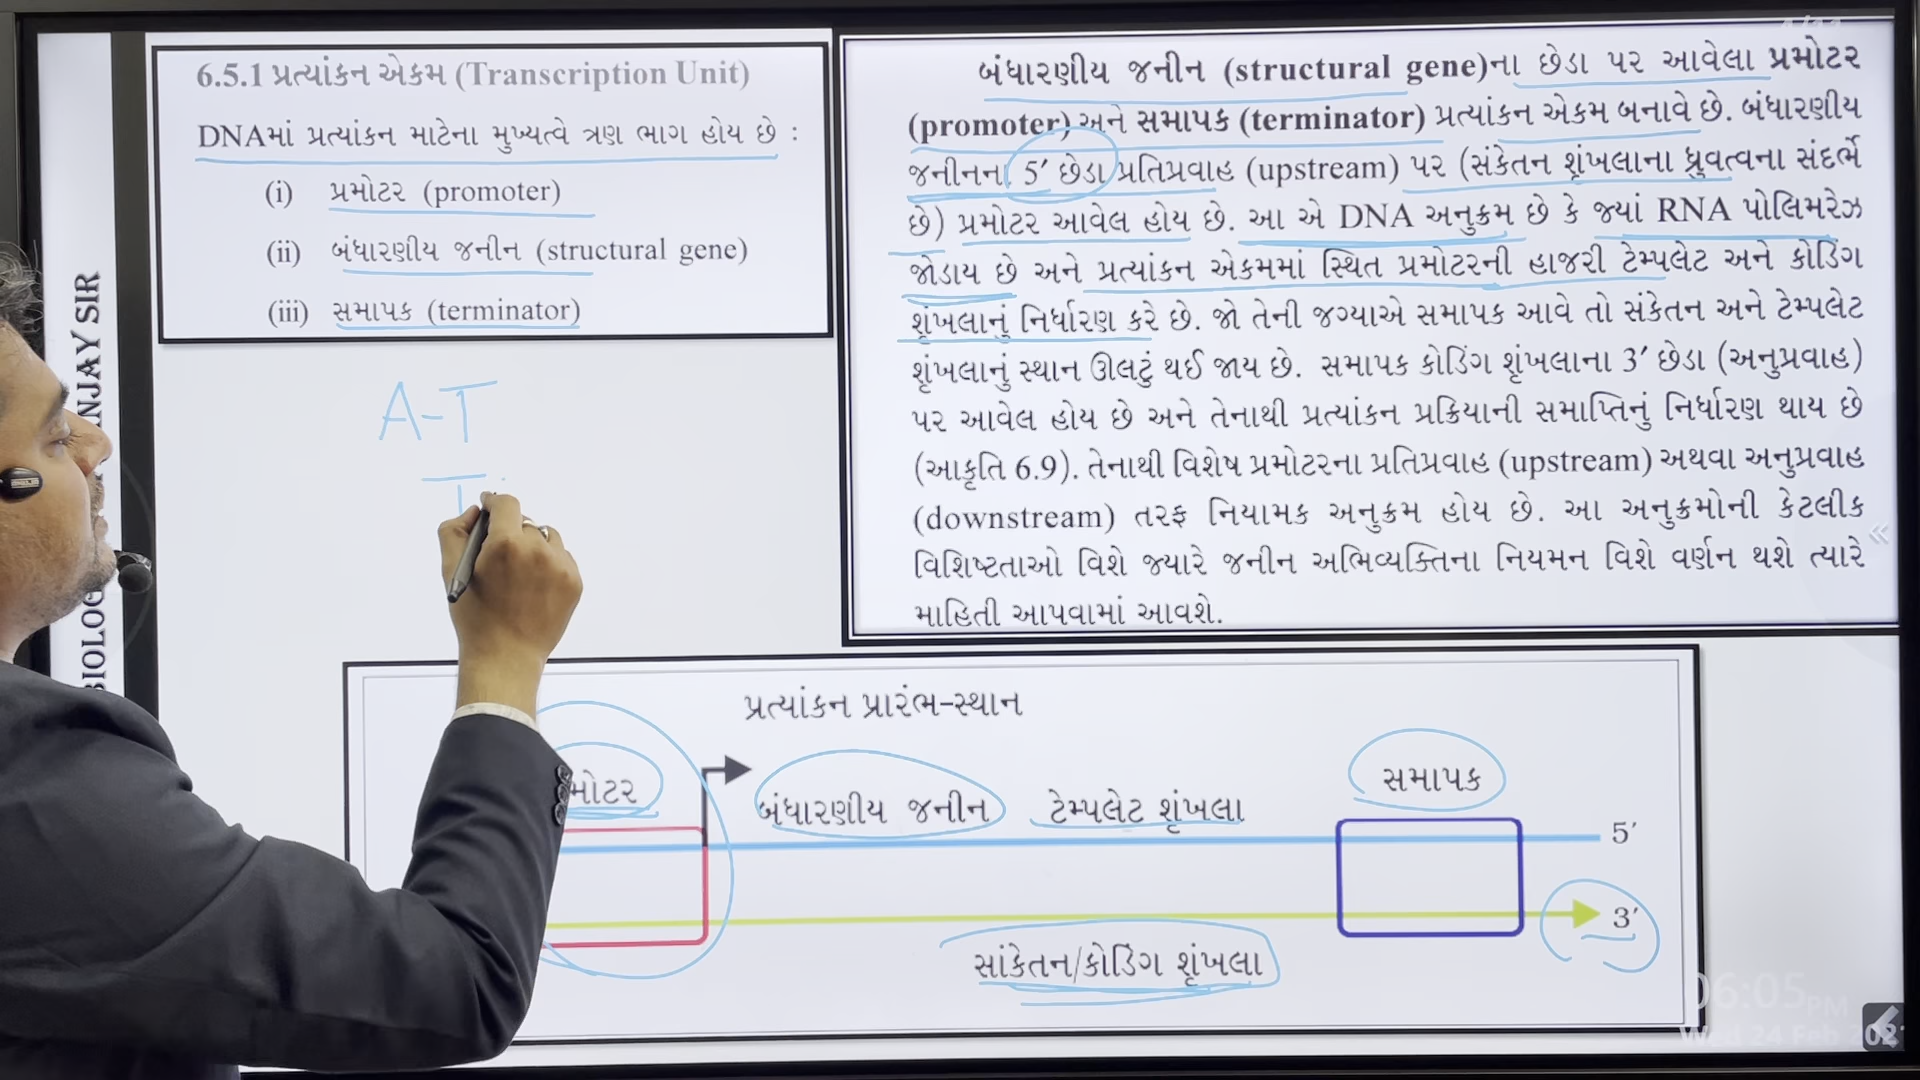 6.5.1 પ્રત્યાંકન એકમ (Transcription Unit)
DNAમાં પ્રત્યાંકન માટેના મુખ્યત્વે ત્રણ ભાગ હોય છે :
(i) પ્રમોટર (promoter)
(ii) બંધારણીય જનીન (structural gene)
(iii) સમાપક (terminator)
A-T
T
બંધારણીય જનીન (structural gene)ના છેડા પર આવેલા પ્રમોટર
(promoter) અને સમાપક (terminator) પ્રત્યાંકન એકમ બનાવે છે. બંધારણીય
જનીનના 5′ છેડા પ્રતિપ્રવાહ (upstream) પર (સંકેતન શૃંખલાના ધ્રુવત્વના સંદર્ભે
છે) પ્રમોટર આવેલ હોય છે. આ એ DNA અનુક્રમ છે કે જ્યાં RNA પોલિમરેઝ
જોડાય છે અને પ્રત્યાંકન એકમમાં સ્થિત પ્રમોટરની હાજરી ટેમ્પલેટ અને કોડિંગ
શૃંખલાનું નિર્ધારણ કરે છે. જો તેની જગ્યાએ સમાપક આવે તો સંકેતન અને ટેમ્પલેટ
શૃંખલાનું સ્થાન ઊલટું થઈ જાય છે. સમાપક કોડિંગ શૃંખલાના 3′ છેડા (અનુપ્રવાહ)
પર આવેલ હોય છે અને તેનાથી પ્રત્યાંકન પ્રક્રિયાની સમાપ્તિનું નિર્ધારણ થાય છે
(આકૃતિ 6.9). તેનાથી વિશેષ પ્રમોટરના પ્રતિપ્રવાહ (upstream) અથવા અનુપ્રવાહ
(downstream) તરફ નિયામક અનુક્રમ હોય છે. આ અનુક્રમોની કેટલીક
વિશિષ્ટતાઓ વિશે જ્યારે જનીન અભિવ્યક્તિના નિયમન વિશે વર્ણન થશે ત્યારે
માહિતી આપવામાં આવશે.
પ્રત્યાંકન પ્રારંભ-સ્થાન
મોટર
બંધારણીય જનીન
ટેમ્પલેટ શૃંખલા
સમાપક
5′
3′
સાંકેતન/કોડિંગ શૃંખલા
06:05PM
Wed 24 Feb 202
BIOLOG
NJAY SIR